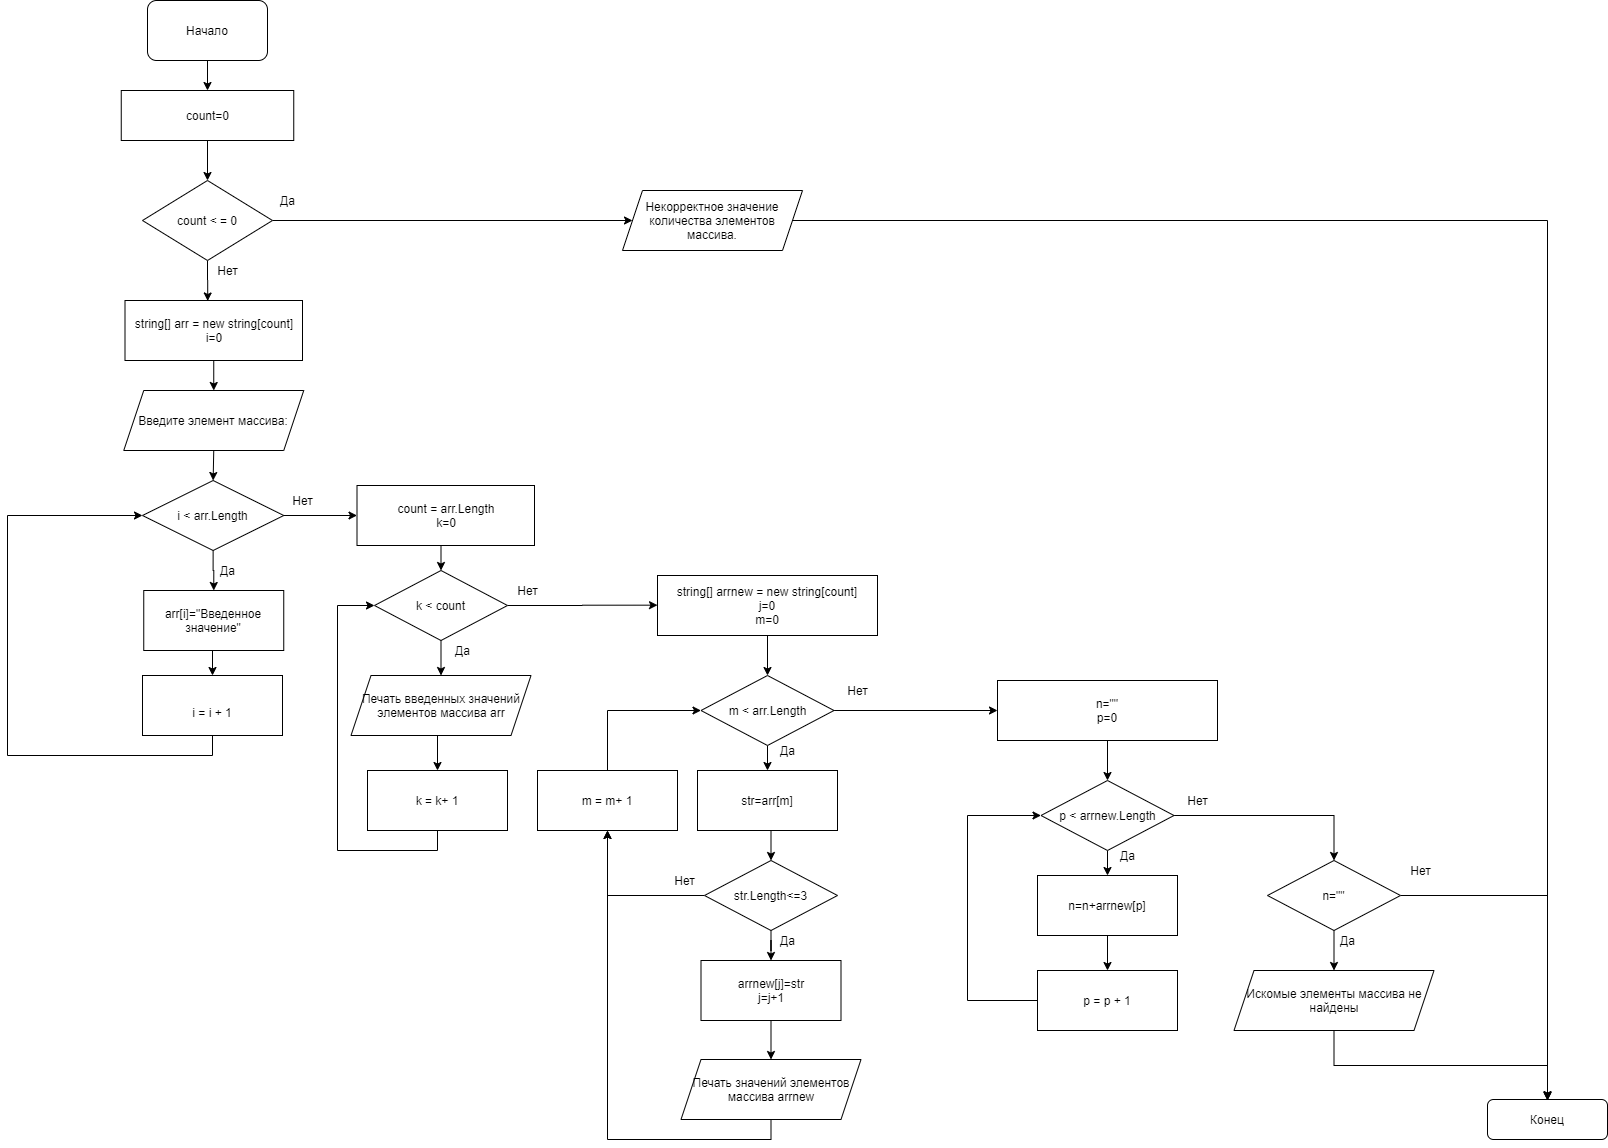 Начало
count=0
Да
count < = 0
Некорректное значение
количества элементов
массива.
Нет
string[] arr = new string[count]
i=0
Введите элемент массива:
i < arr.Length
Нет
count = arr.Length
k=0
Да
arr[i]="Введенное
значение"
i = i + 1
k < count
Нет
Да
Печать введенных значений
элементов массива arr
k = k+ 1
string[] arrnew = new string[count]
j=0
m=0
m < arr.Length
Нет
Да
m = m+ 1
str=arr[m]
Нет
str.Length<=3
Да
arrnew[j]=str
j=j+1
Печать значений элементов
массива arrnew
n=""
p=0
p < arrnew.Length
Нет
Да
n=n+arrnew[p]
p = p + 1
n=""
Нет
Да
Искомые элементы массива не
найдены
Конец